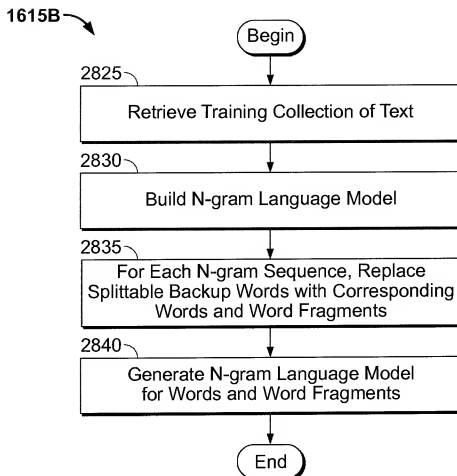 1615B
Begin
2825
Retrieve Training Collection of Text
2830
Build N-gram Language Model
2835
For Each N-gram Sequence, Replace
Splittable Backup Words with Corresponding
Words and Word Fragments
2840
Generate N-gram Language Model
for Words and Word Fragments
End